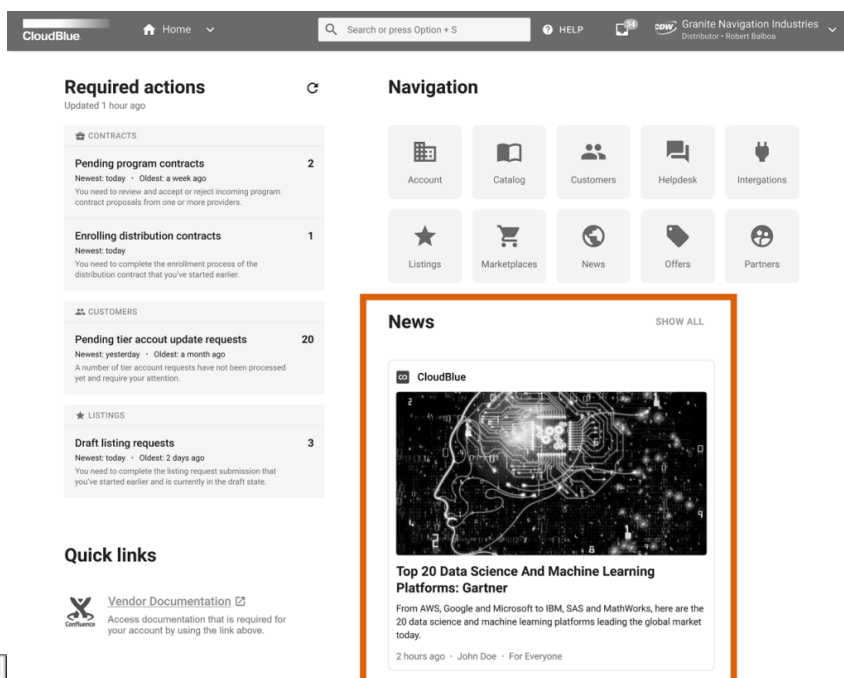 CloudBlue
Home
Search or press Option + S
HELP
34
CDW
Granite Navigation Industries
Distributor • Robert Balboa
Required actions
Updated 1 hour ago
CONTRACTS
Pending program contracts 2
Newest: today • Oldest: a week ago
You need to review and accept or reject incoming program
contract proposals from one or more providers.
Enrolling distribution contracts 1
Newest: today
You need to complete the enrollment process of the
distribution contract that you've started earlier.
CUSTOMERS
Pending tier accout update requests 20
Newest: yesterday • Oldest: a month ago
A number of tier account requests have not been processed
yet and require your attention.
LISTINGS
Draft listing requests 3
Newest: today • Oldest: 2 days ago
You need to complete the listing request submission that
you've started earlier and is currently in the draft state.
Quick links
Confluence
Vendor Documentation
Access documentation that is required for
your account by using the link above.
Navigation
Account
Catalog
Customers
Helpdesk
Intergations
Listings
Marketplaces
News
Offers
Partners
News
SHOW ALL
CloudBlue
Top 20 Data Science And Machine Learning
Platforms: Gartner
From AWS, Google and Microsoft to IBM, SAS and MathWorks, here are the
20 data science and machine learning platforms leading the global market
today.
2 hours ago • John Doe • For Everyone